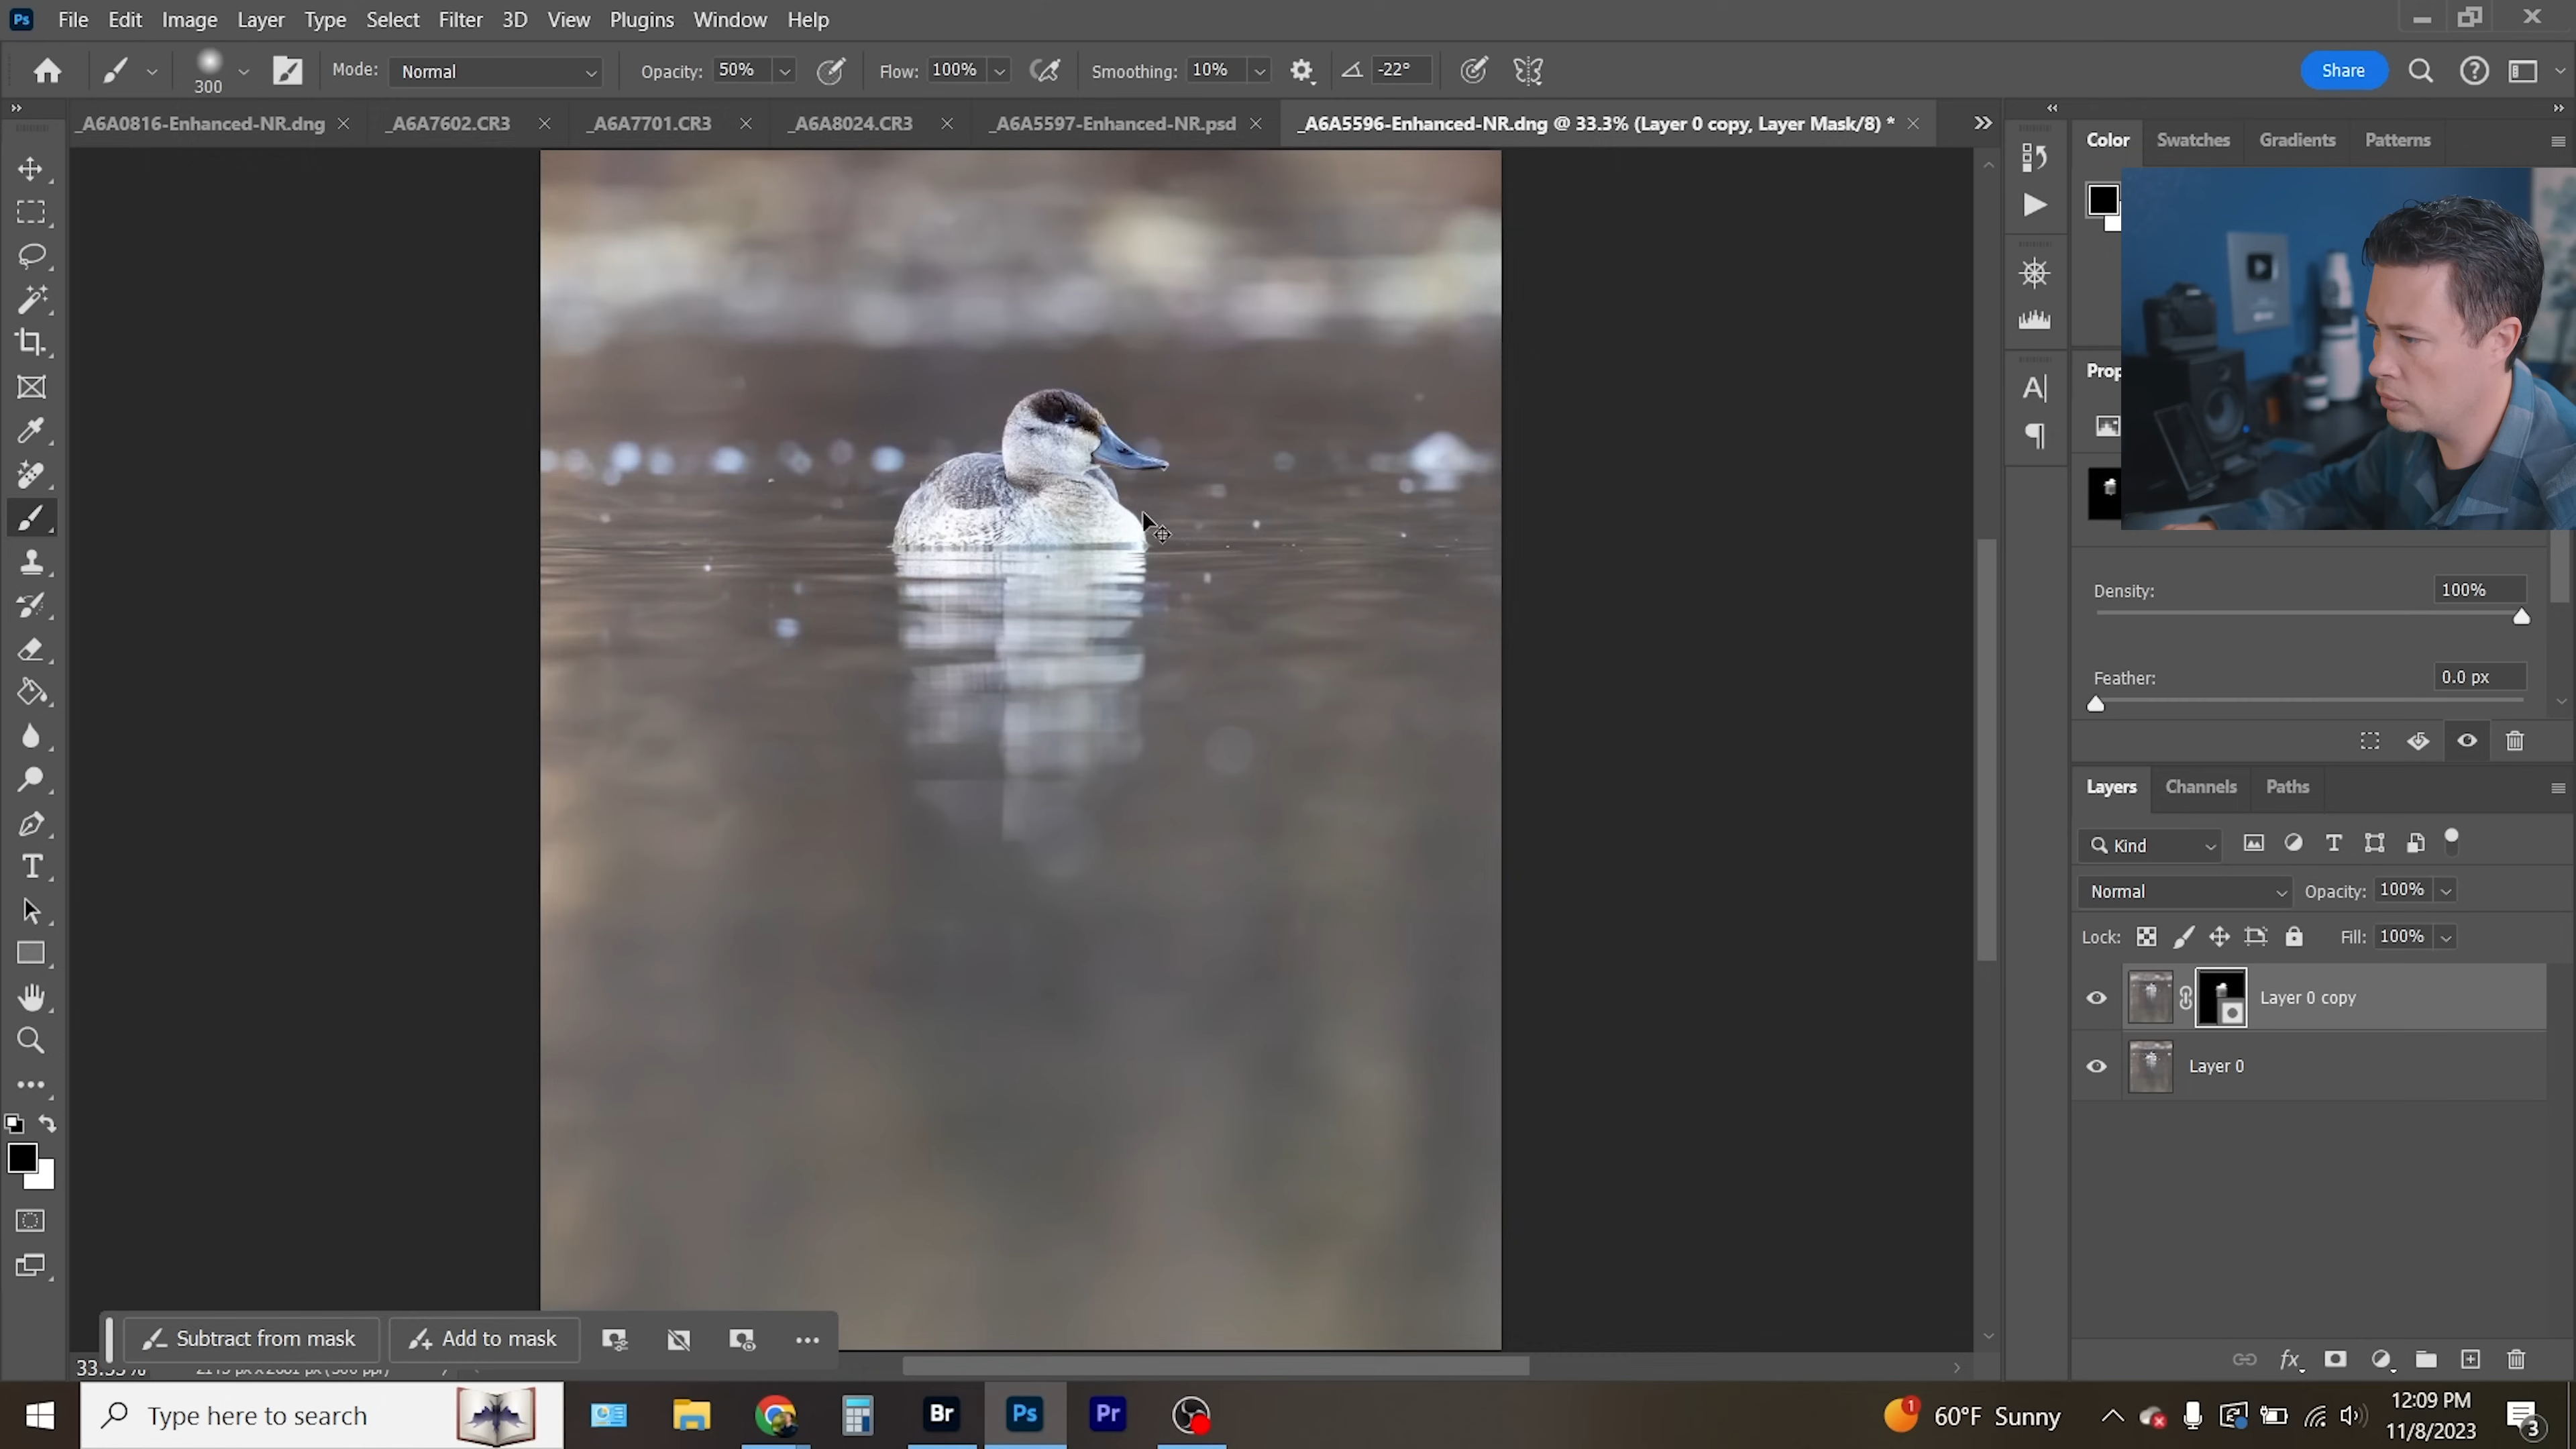 Ps File Edit Image Layer Select Type Filter 3D View Plugins Window Help
300 Mode: Normal Opacity: 50% Flow: 100% Smoothing: 10% -22° Share
_A6A0816-Enhanced-NR.dng _A6A7602.CR3 _A6A7701.CR3 _A6A8024.CR3 _A6A5597-Enhanced-NR.psd _A6A5596-Enhanced-NR.dng @ 33.3% (Layer 0 copy, Layer Mask/8) *
Color Swatches Gradients Patterns
Prop
Density: 100%
Feather: 0.0 px
Layers Channels Paths
Kind
Normal Opacity: 100%
Lock: Fill: 100%
Layer 0 copy
Layer 0
Subtract from mask Add to mask
Type here to search
Br Ps Pr
1 60°F Sunny
12:09 PM
11/8/2023
3